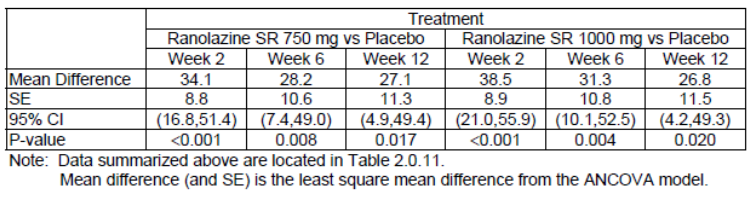 Treatment
Ranolazine SR 750 mg vs Placebo Ranolazine SR 1000 mg vs Placebo
Week 2 Week 6 Week 12 Week 2 Week 6 Week 12
Mean Difference 34.1 28.2 27.1 38.5 31.3 26.8
SE 8.8 10.6 11.3 8.9 10.8 11.5
95% CI (16.8,51.4) (7.4,49.0) (4.9,49.4) (21.0,55.9) (10.1,52.5) (4.2,49.3)
P-value <0.001 0.008 0.017 <0.001 0.004 0.020
Note: Data summarized above are located in Table 2.0.11.
Mean difference (and SE) is the least square mean difference from the ANCOVA model.